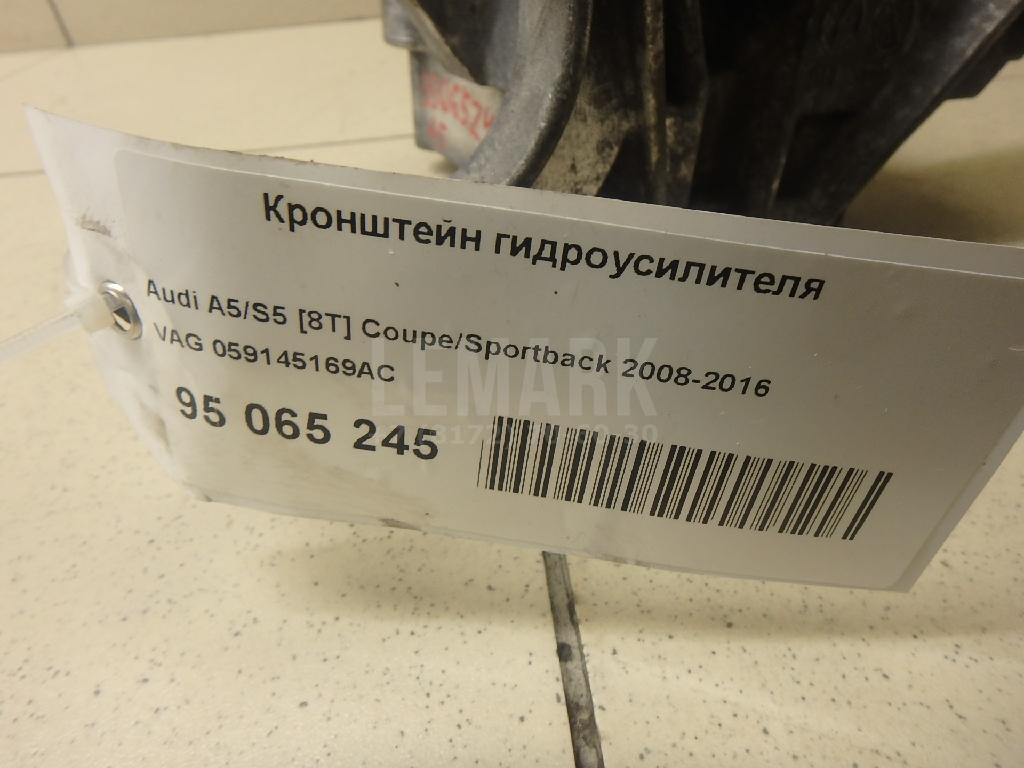 Кронштейн гидроусилителя
Audi A5/S5 [8T] Coupe/Sportback 2008-2016
VAG 059145169AC
LEMARK
95 065 245